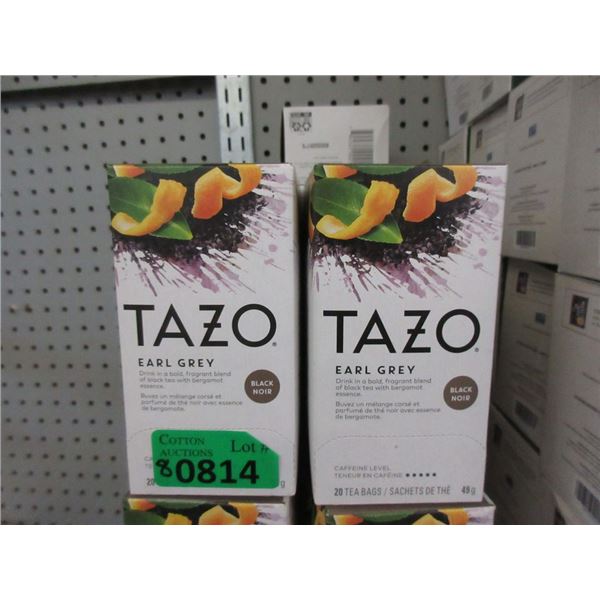 TAZO
EARL GREY
Drink in a bold, fragrant blend
of black tea with bergamot
essence.
Buvez un mélange corsé et
parfumé de thé noir avec essence
de bergamote.
BLACK
NOIR
COTTON
AUCTIONS
Lot #
80814
20
g
TAZO
EARL GREY
Drink in a bold, fragrant blend
of black tea with bergamot
essence.
Buvez un mélange corsé et
parfumé de thé noir avec essence
de bergamote.
BLACK
NOIR
CAFFEINE LEVEL
TENEUR EN CAFÉINE
20 TEA BAGS / SACHETS DE THÉ 49 g